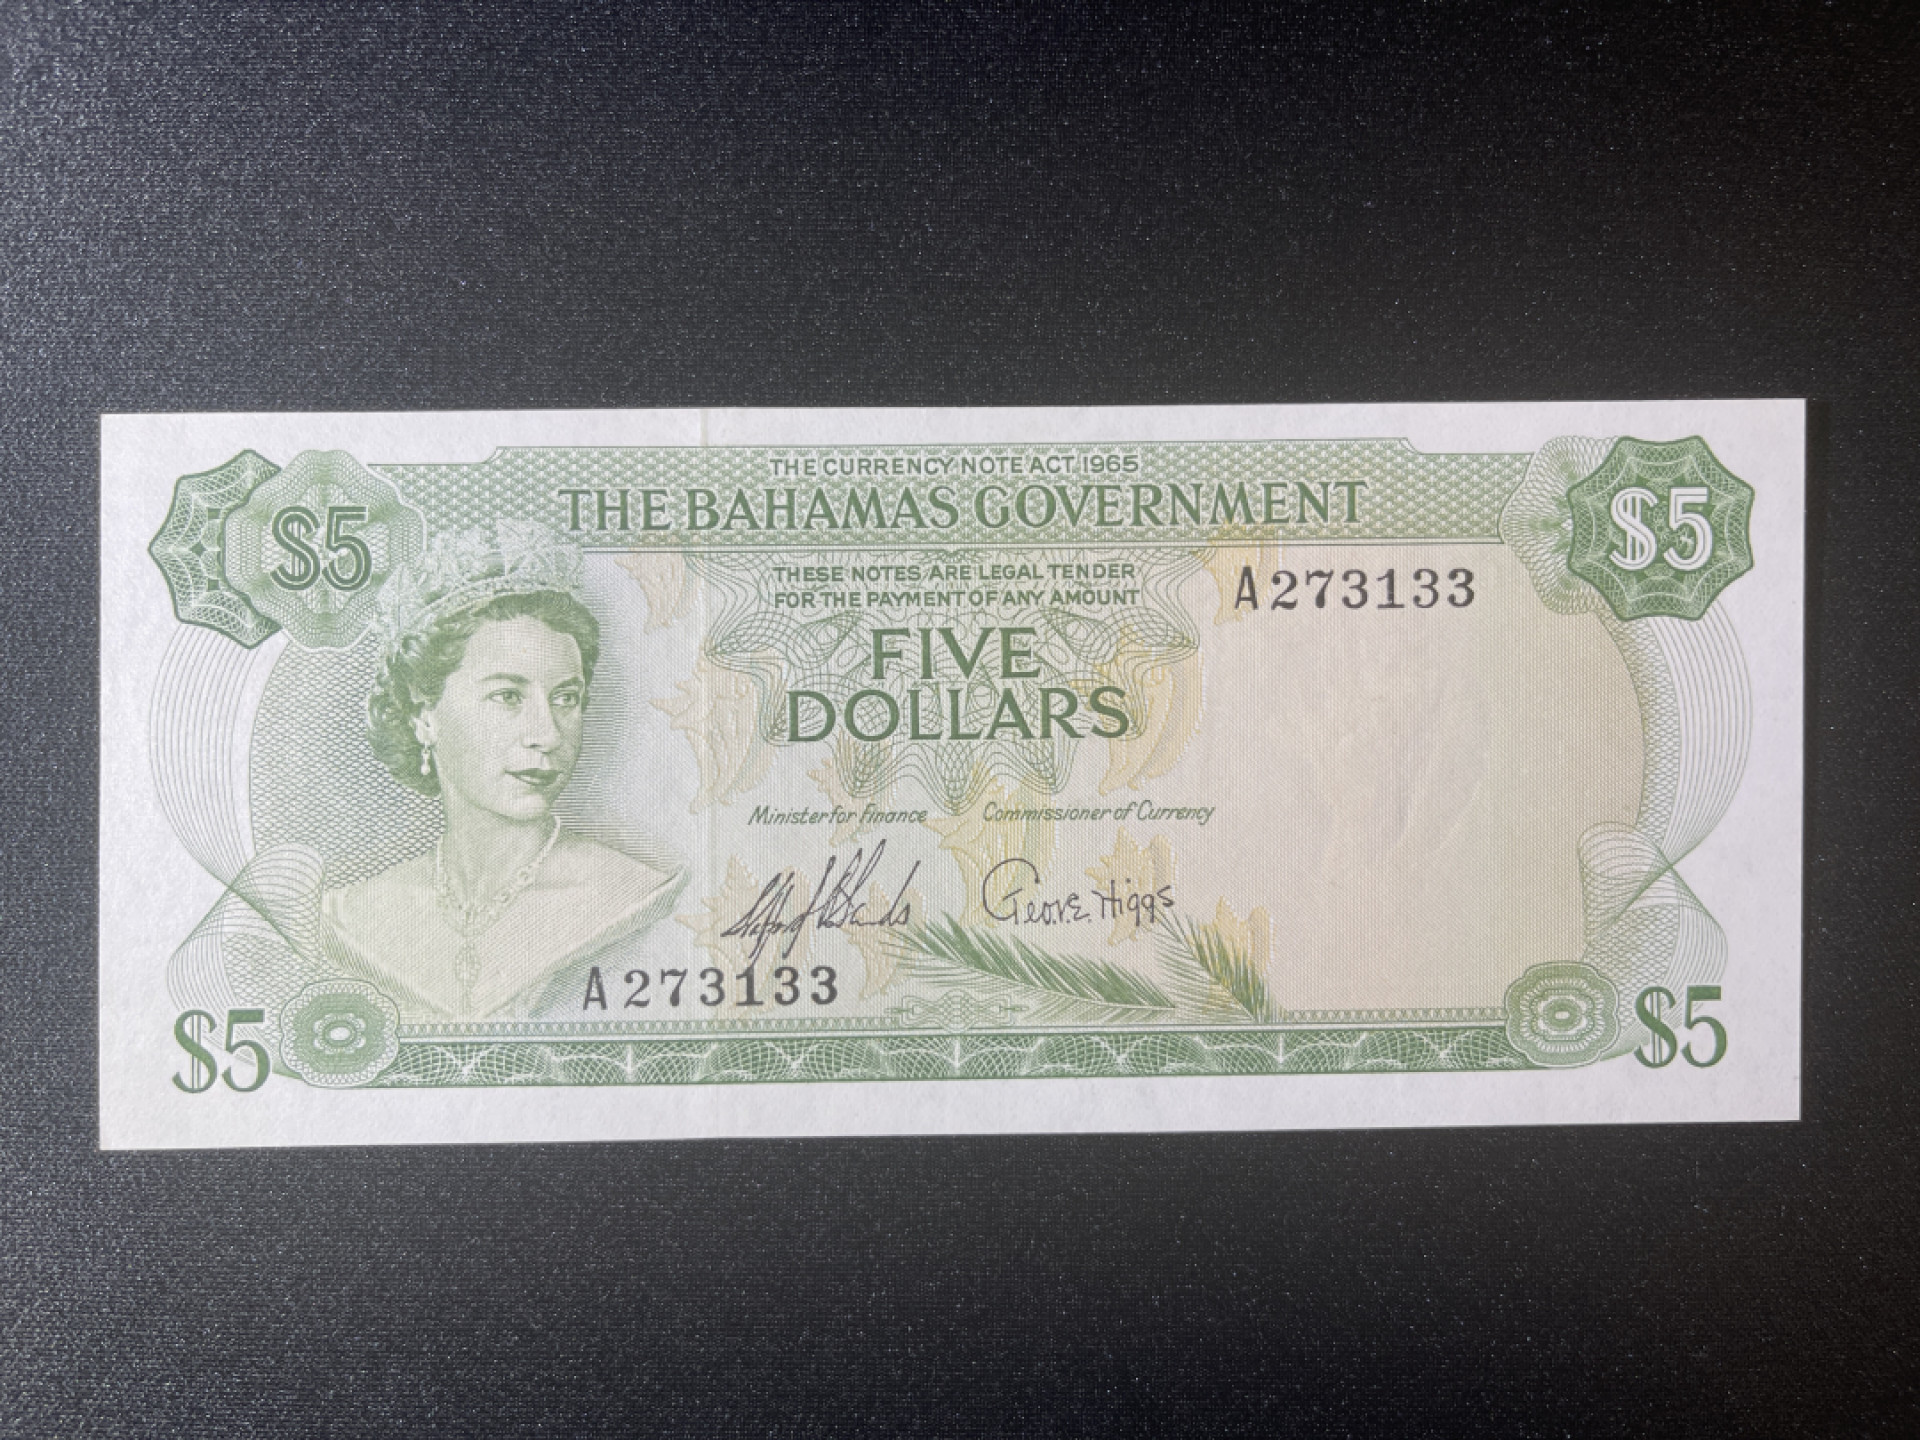 THE CURRENCY NOTE ACT 1965
THE BAHAMAS GOVERNMENT
$5
$5
THESE NOTES ARE LEGAL TENDER
FOR THE PAYMENT OF ANY AMOUNT
A273133
FIVE
DOLLARS
Minister for Finance
Commissioner of Currency
Geo.E. Higgs
A273133
$5
$5